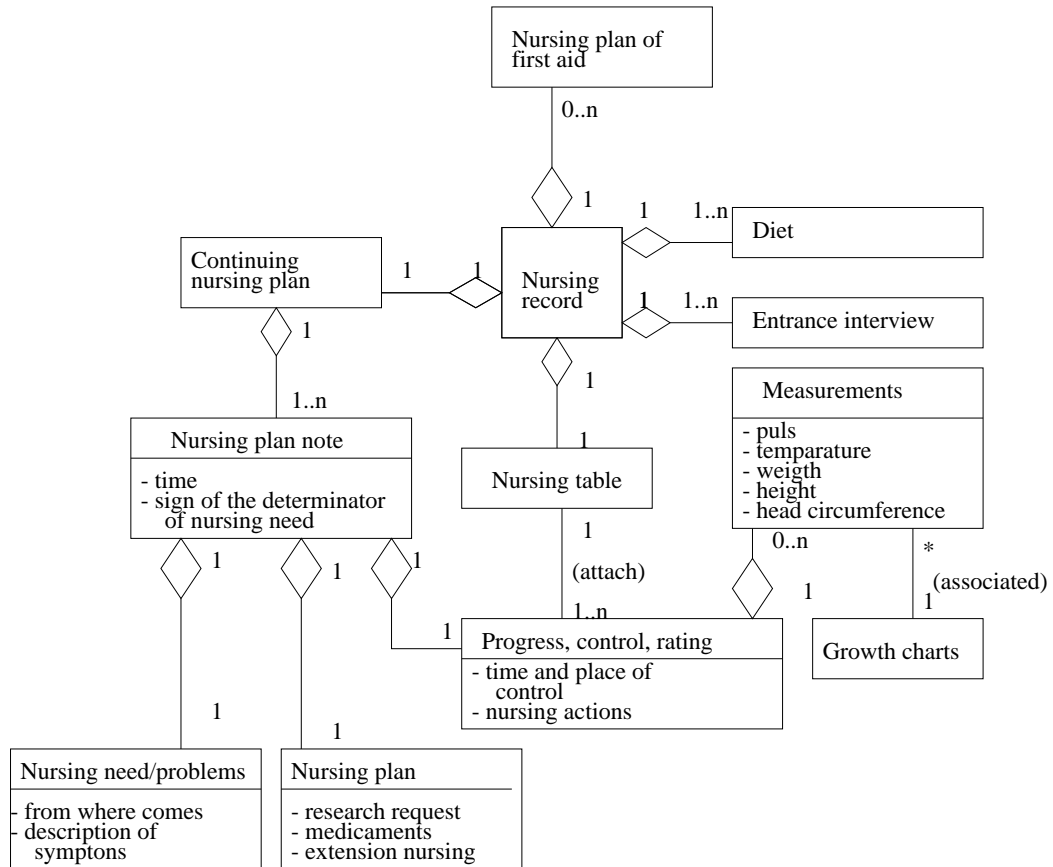 Nursing plan of
first aid
0..n
1
1
1..n
Diet
Continuing
nursing plan
1
1
Nursing
record
1
1..n
Entrance interview
1
1
1..n
1
Measurements
- puls
- temparature
- weigth
- height
- head circumference
Nursing plan note
- time
- sign of the determinator
of nursing need
Nursing table
1
(attach)
1..n
0..n
1
*
(associated)
1
Growth charts
1
1
1
1
Progress, control, rating
- time and place of
control
- nursing actions
1
1
Nursing need/problems
- from where comes
- description of
symptons
Nursing plan
- research request
- medicaments
- extension nursing